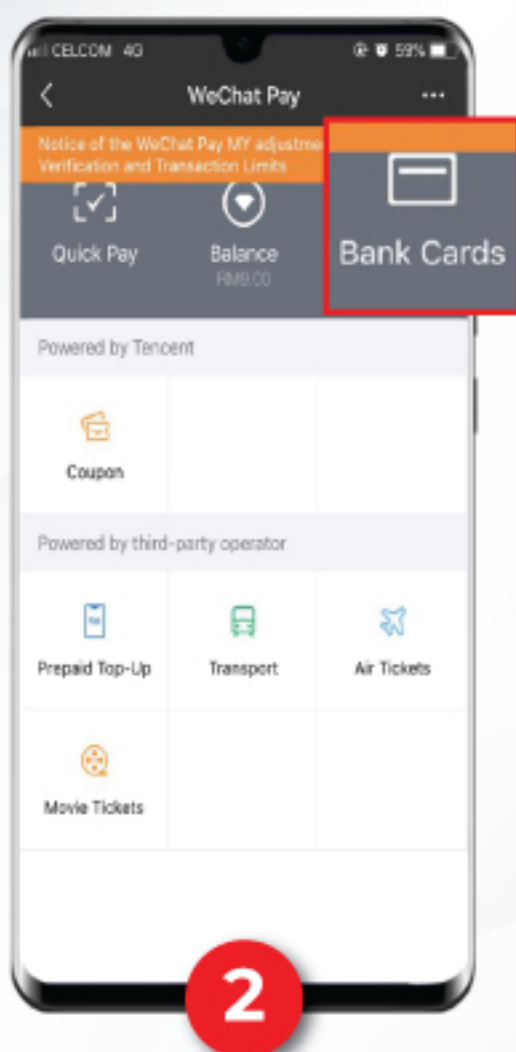 CELCOM 4G
59%
WeChat Pay
Notice of the WeChat Pay MY adjustme
Verification and Transaction Limits
Quick Pay
Balance
RM9.00
Bank Cards
Powered by Tencent
Coupon
Powered by third-party operator
Prepaid Top-Up
Transport
Air Tickets
Movie Tickets
2